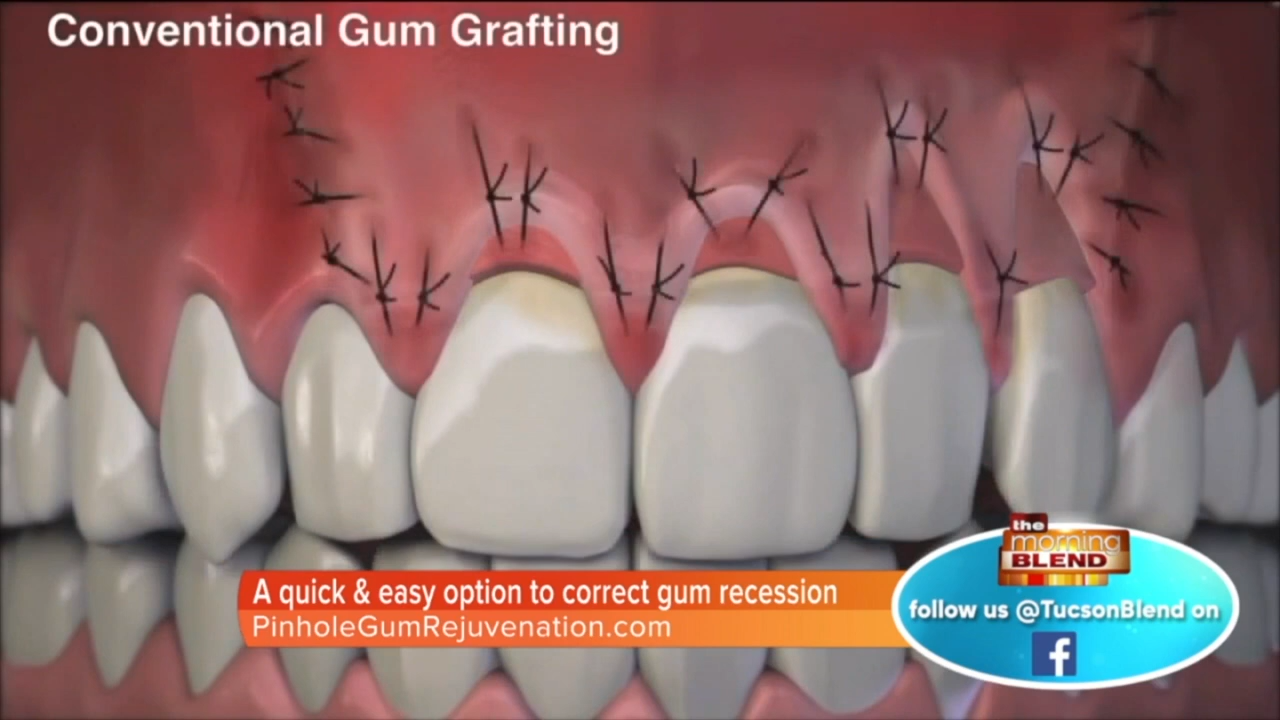 Conventional Gum Grafting
A quick & easy option to correct gum recession
PinholeGumRejuvenation.com
the
morning
BLEND
follow us @TucsonBlend on
f